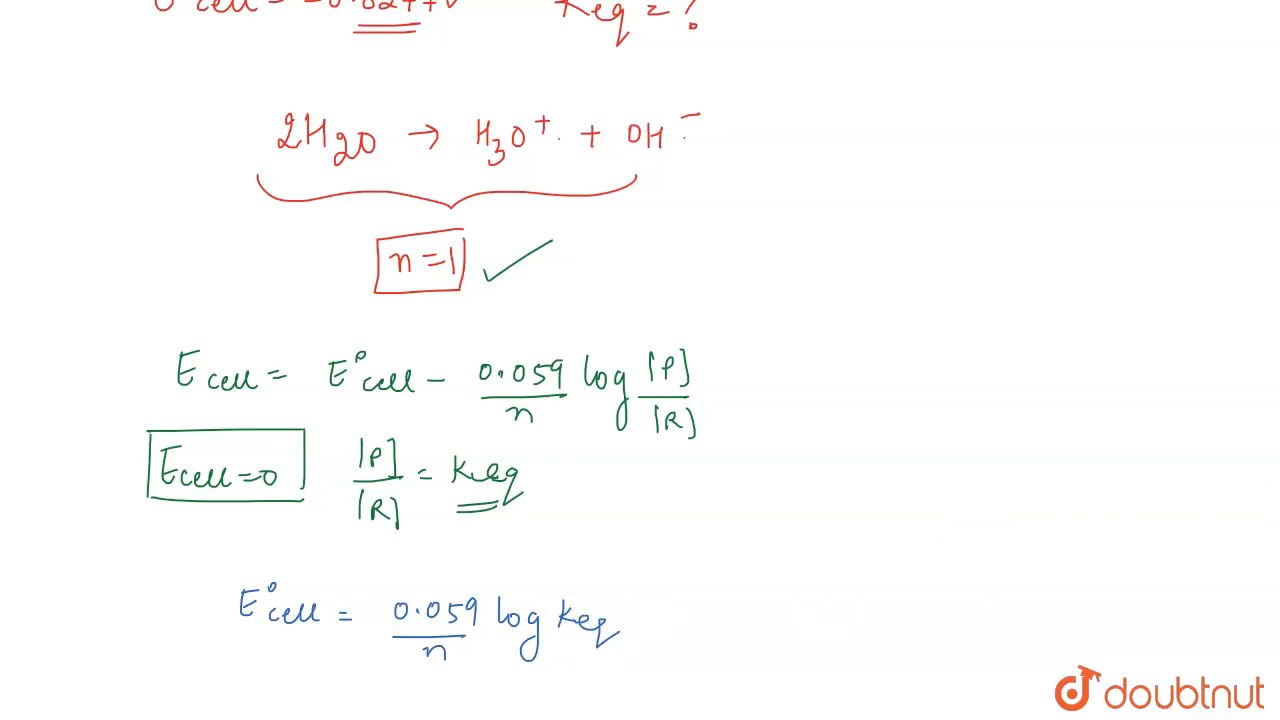 Keq = ?
2H2O → H3O+ + OH-
n = 1 ✓
Ecell = E°cell - 0.059/n log [P]/[R]
Ecell = 0 [P]/[R] = Keq
E°cell = 0.059/n log Keq
doubtnut